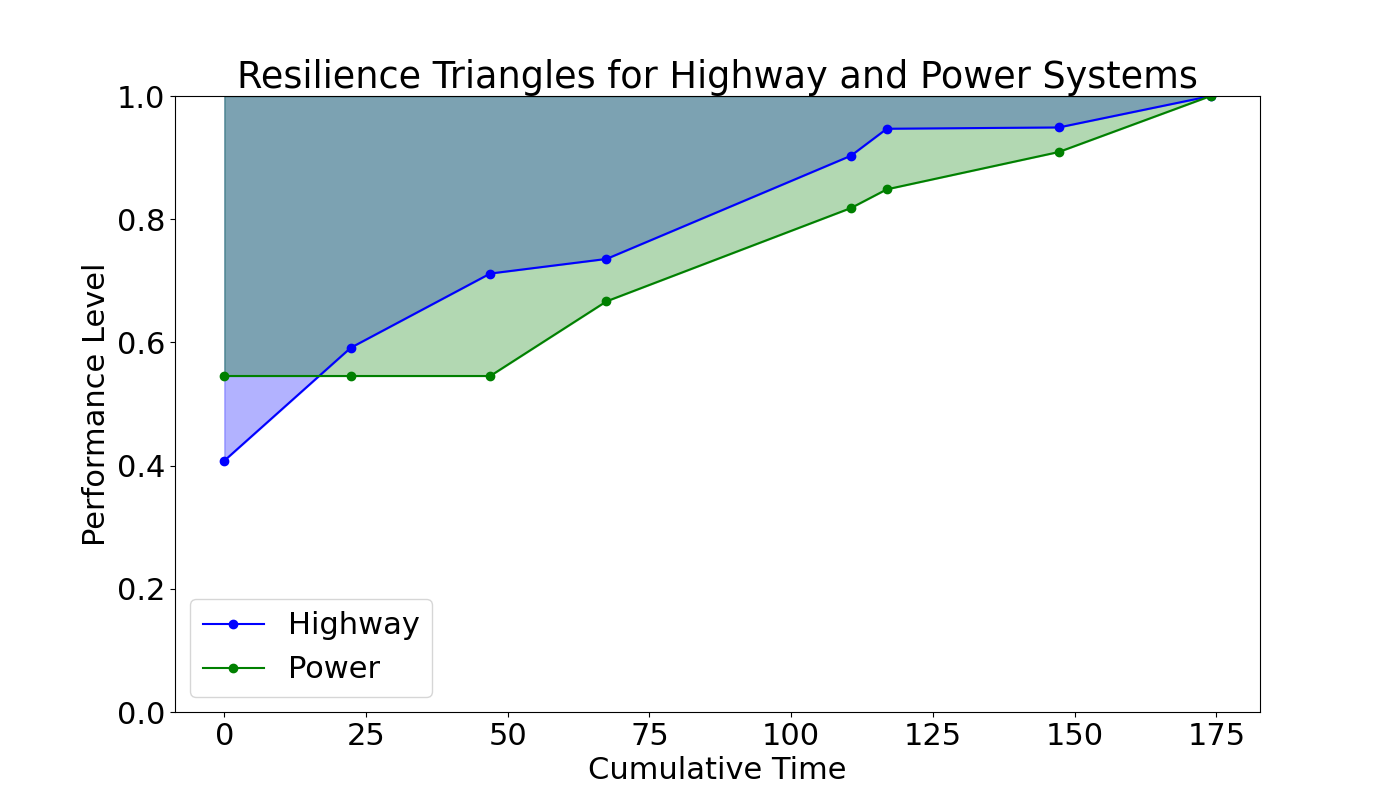 Resilience Triangles for Highway and Power Systems
1.0
0.8
0.6
0.4
0.2
0.0
Performance Level
Highway
Power
0 25 50 75 100 125 150 175
Cumulative Time